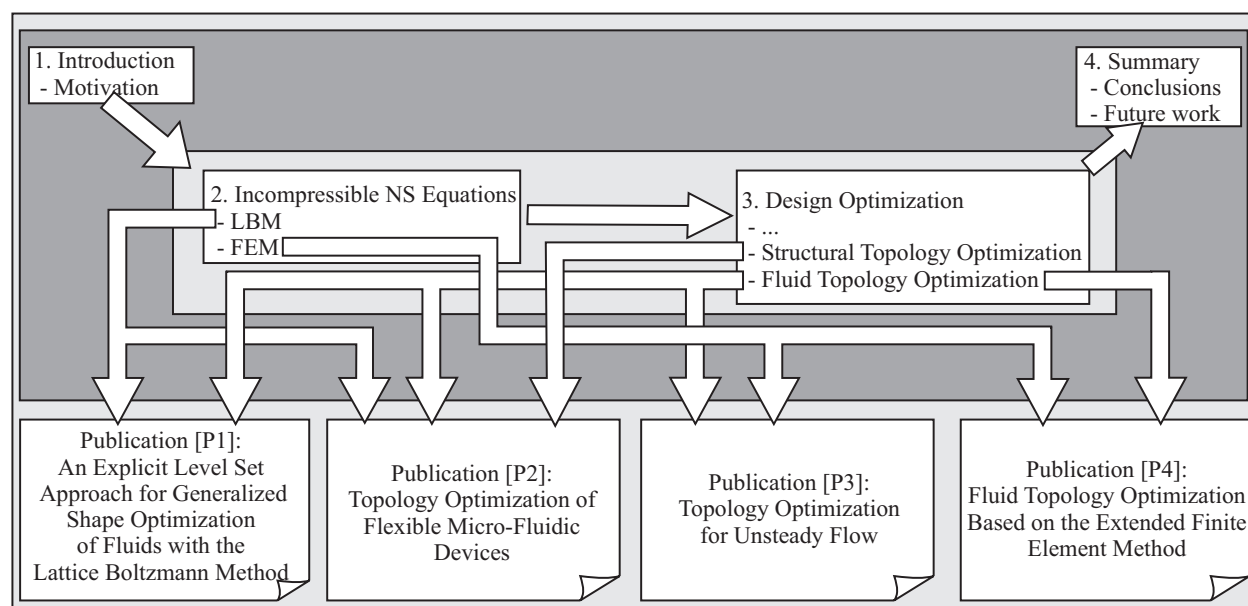 1. Introduction
- Motivation
4. Summary
- Conclusions
- Future work
2. Incompressible NS Equations
- LBM
- FEM
3. Design Optimization
- ...
- Structural Topology Optimization
- Fluid Topology Optimization
Publication [P1]:
An Explicit Level Set
Approach for Generalized
Shape Optimization
of Fluids with the
Lattice Boltzmann Method
Publication [P2]:
Topology Optimization of
Flexible Micro-Fluidic
Devices
Publication [P3]:
Topology Optimization
for Unsteady Flow
Publication [P4]:
Fluid Topology Optimization
Based on the Extended Finite
Element Method